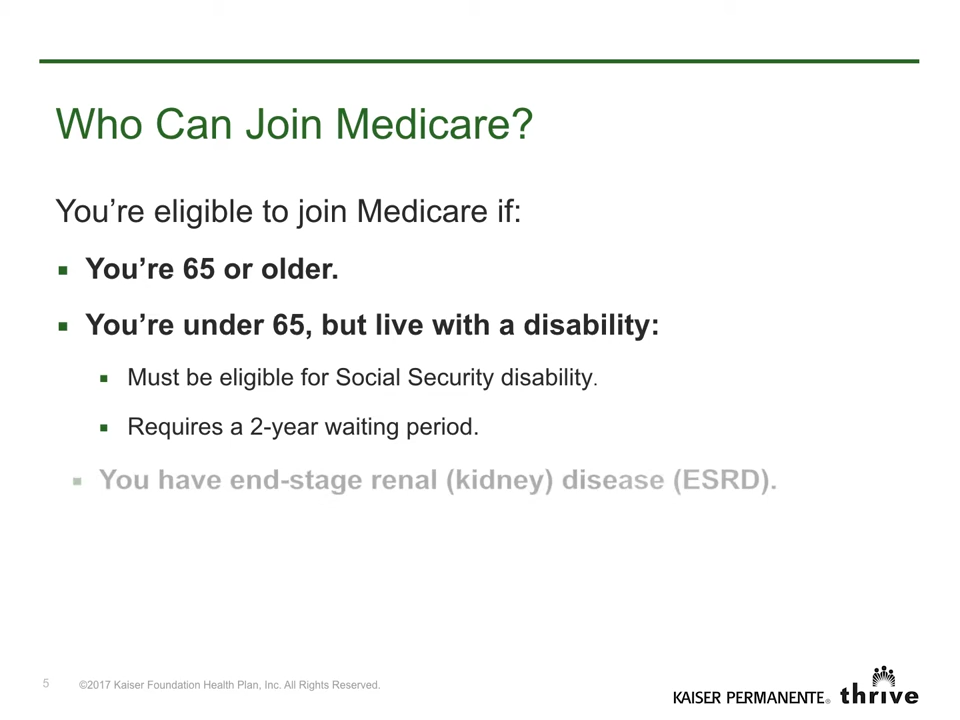 Who Can Join Medicare?
You’re eligible to join Medicare if:
▪ You’re 65 or older.
▪ You’re under 65, but live with a disability:
▪ Must be eligible for Social Security disability.
▪ Requires a 2-year waiting period.
▪ You have end-stage renal (kidney) disease (ESRD).
5 ©2017 Kaiser Foundation Health Plan, Inc. All Rights Reserved.
KAISER PERMANENTE® thrive